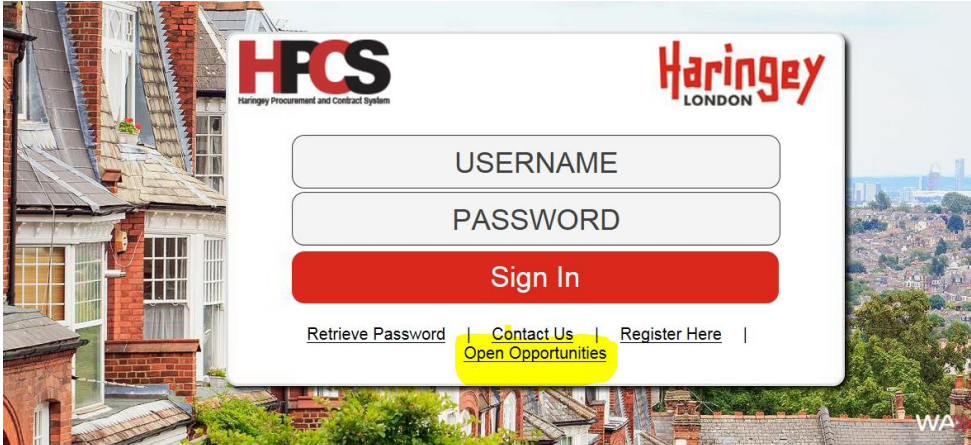 HPCS
Haringey Procurement and Contract System
Haringey
LONDON
USERNAME
PASSWORD
Sign In
Retrieve Password | Contact Us | Register Here |
Open Opportunities
WAX